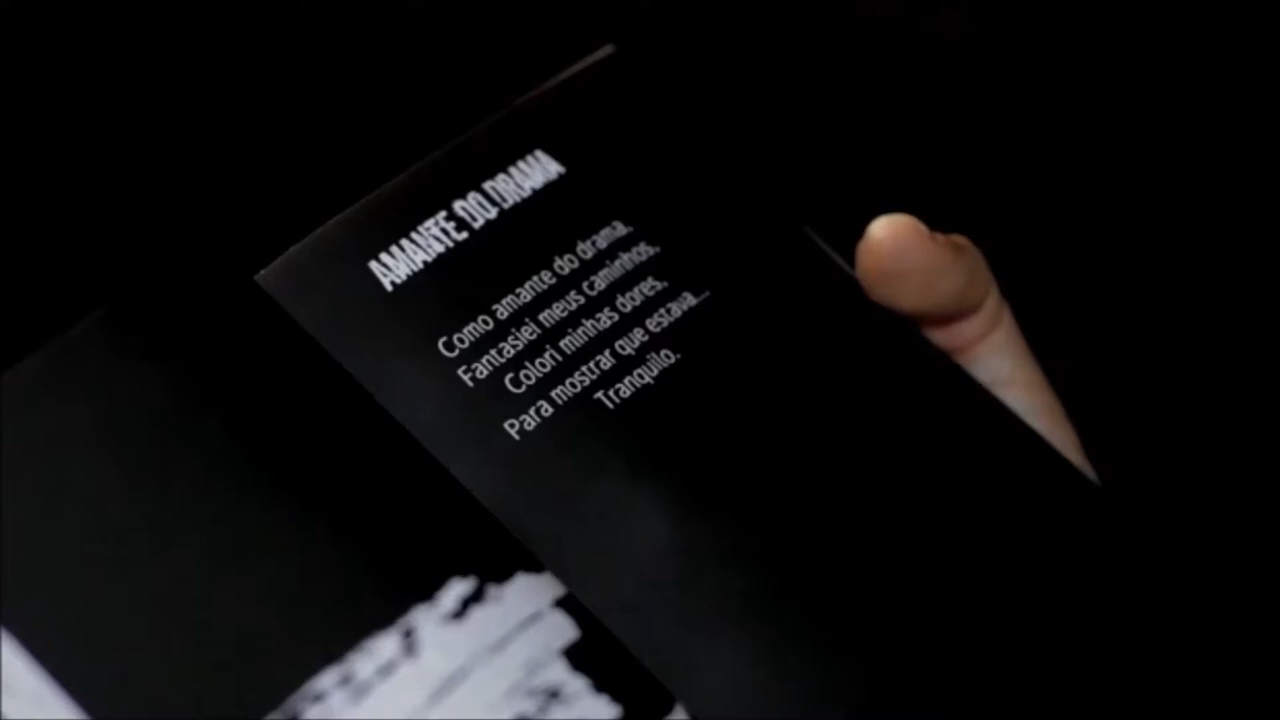 AMANTE DO DRAMA
Como amante do drama.
Fantasiei meus caminhos.
Colori minhas dores.
Para mostrar que estava...
Tranquilo.